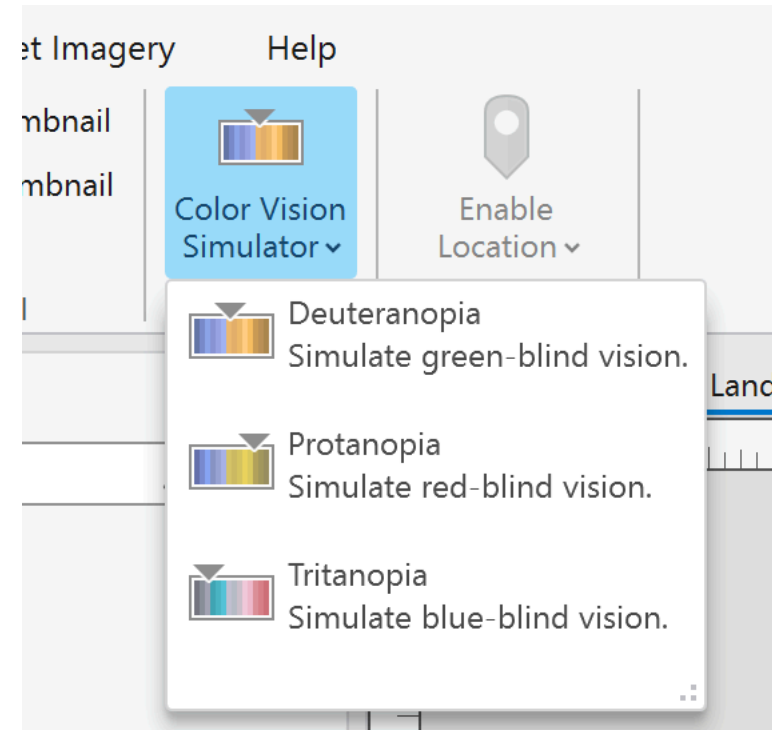 et Imagery
Help
mbnail
mbnail
Color Vision
Simulator
Enable
Location
l
Deuteranopia
Simulate green-blind vision.
Protanopia
Simulate red-blind vision.
Tritanopia
Simulate blue-blind vision.
Land